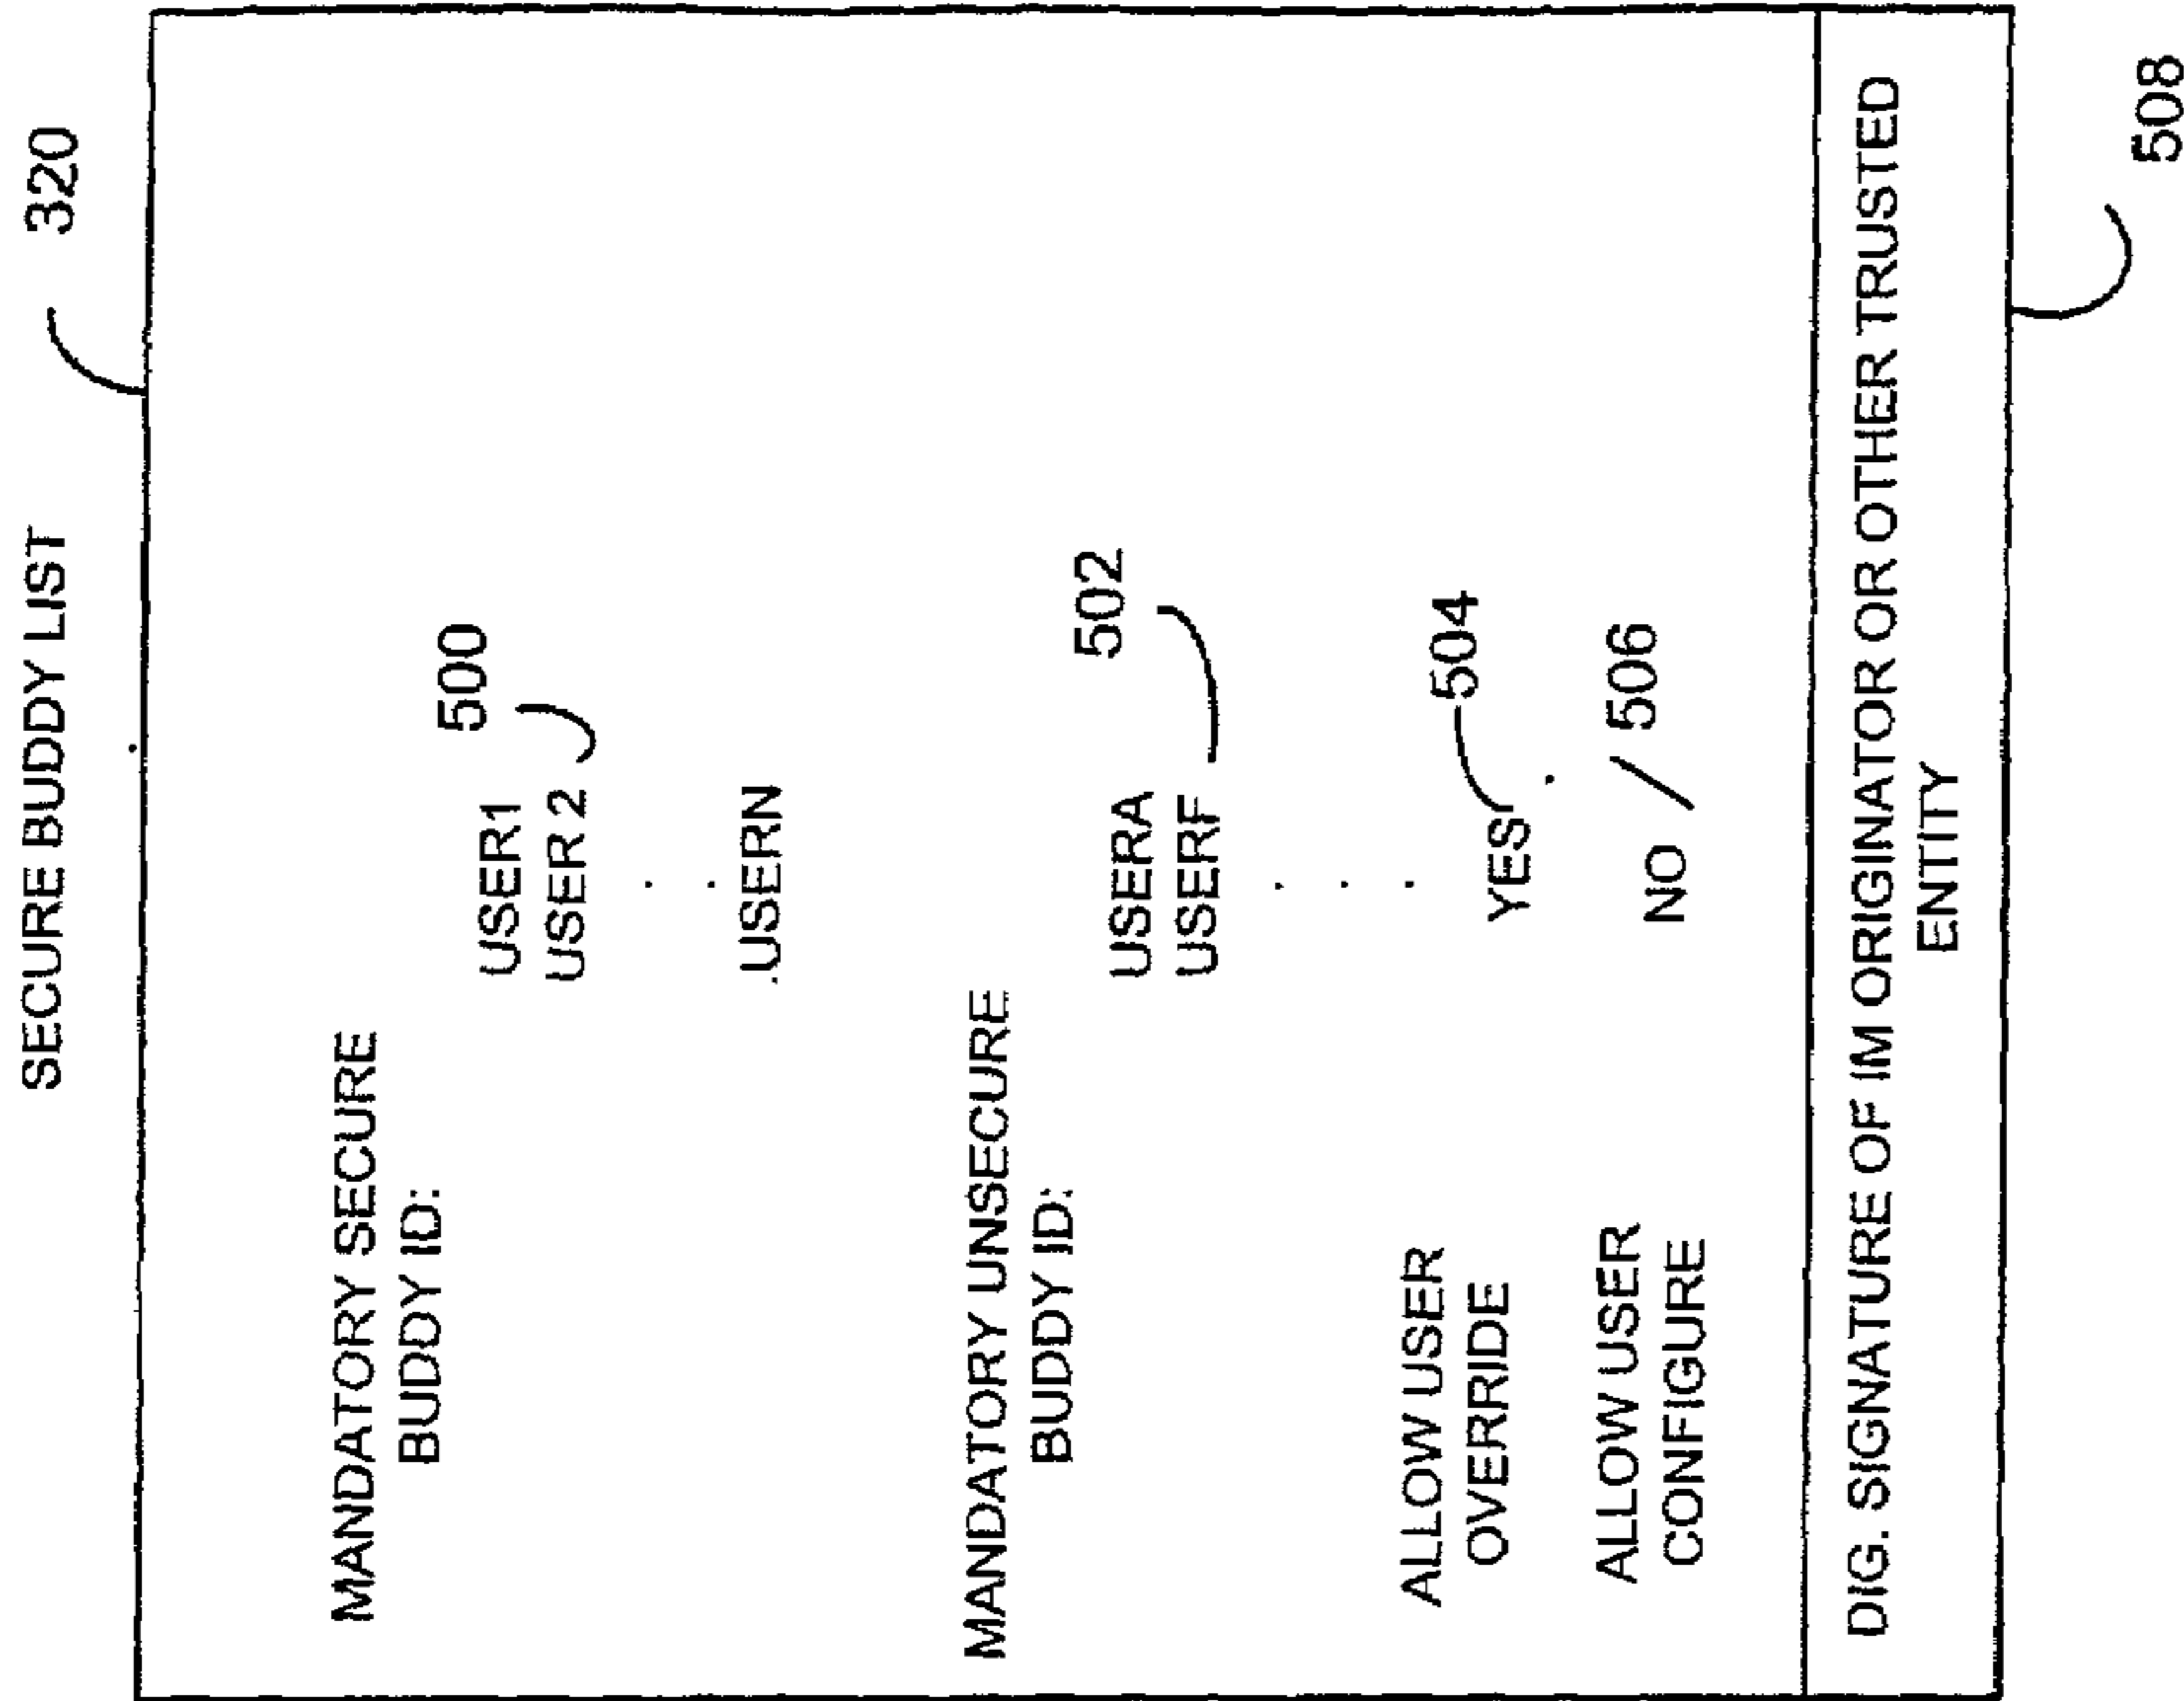 SECURE BUDDY LIST
320
MANDATORY SECURE
BUDDY ID:
500
USER1
USER 2
.
.
USERN
MANDATORY UNSECURE
BUDDY ID:
502
USERA
USERF
.
.
.
ALLOW USER
OVERRIDE
YES
504
ALLOW USER
CONFIGURE
NO
506
DIG. SIGNATURE OF IM ORIGINATOR OR OTHER TRUSTED
ENTITY
508